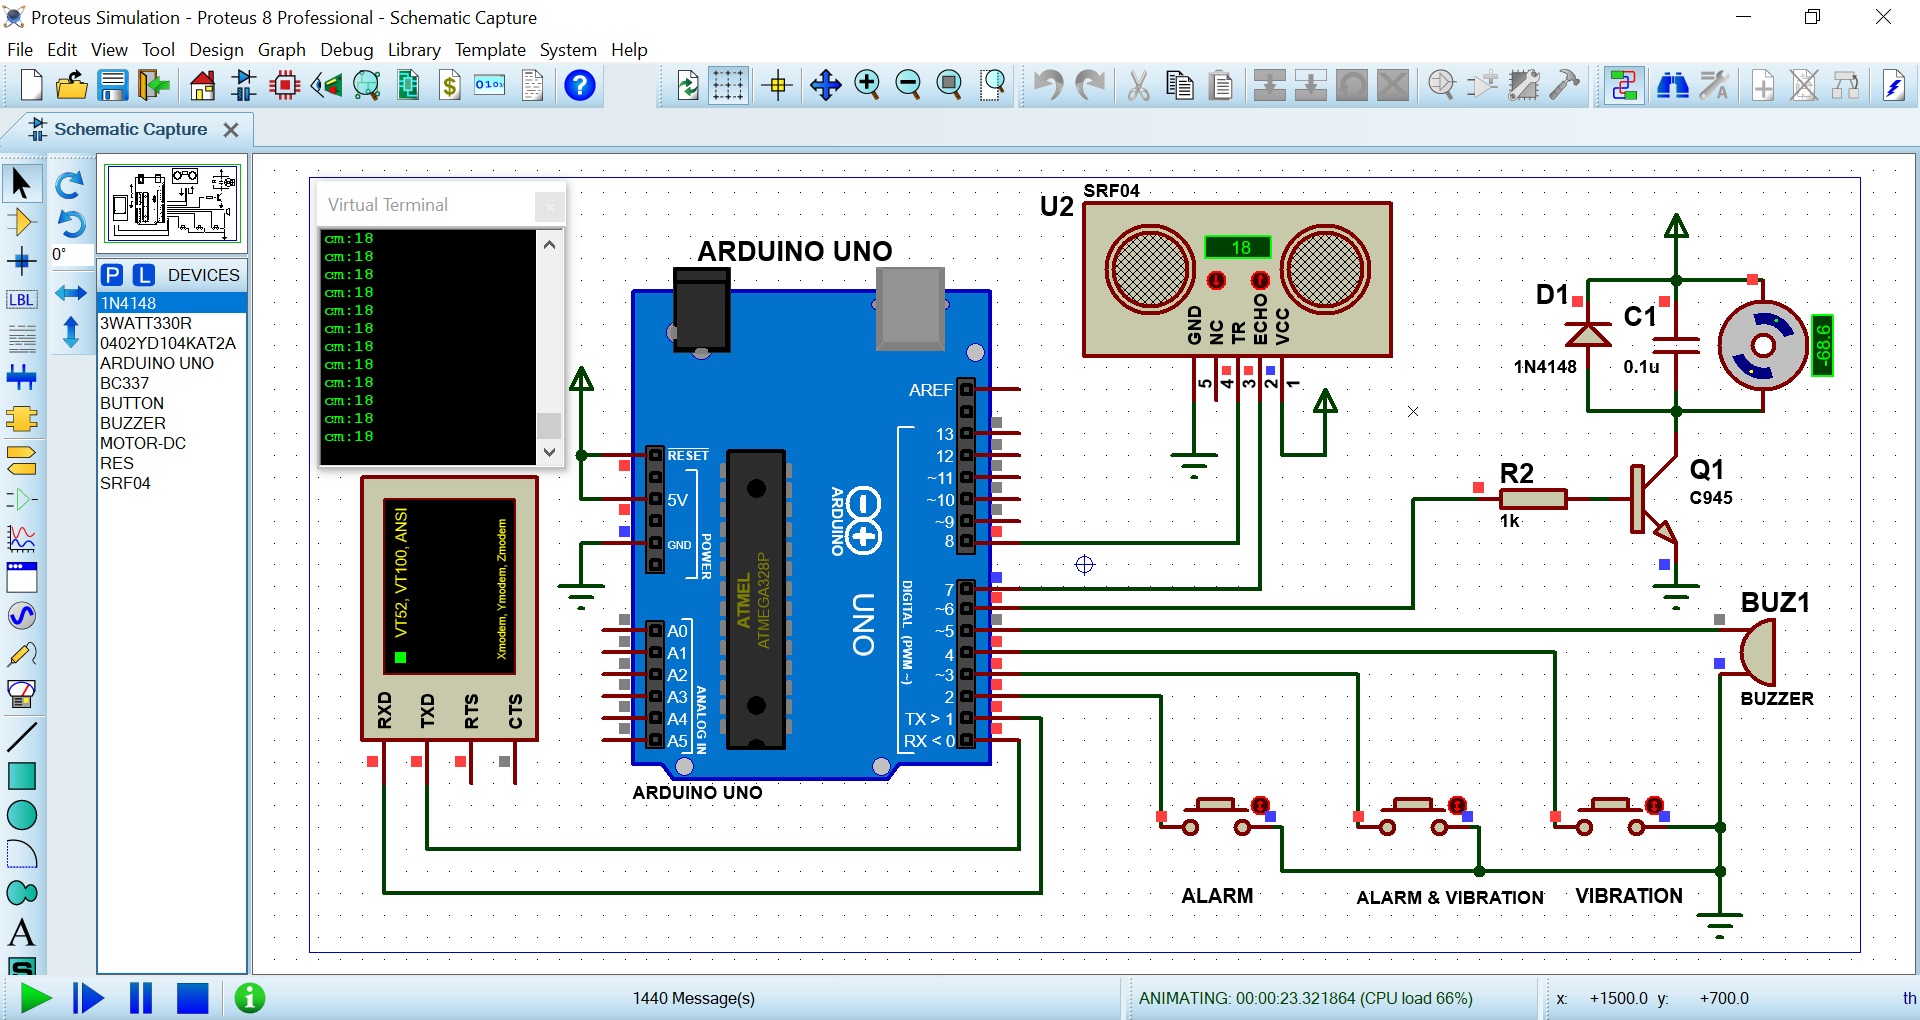 Proteus Simulation - Proteus 8 Professional - Schematic Capture
File Edit View Tool Design Graph Debug Library Template System Help
Schematic Capture
0°
P L DEVICES
LBL
1N4148
3WATT330R
0402YD104KAT2A
ARDUINO UNO
BC337
BUTTON
BUZZER
MOTOR-DC
RES
SRF04
A
S
Virtual Terminal
cm:18
cm:18
cm:18
cm:18
cm:18
cm:18
cm:18
cm:18
cm:18
cm:18
cm:18
cm:18
VT52, VT100, ANSI
Xmodem, Ymodem, Zmodem
RXD
TXD
RTS
CTS
ARDUINO UNO
RESET
5V
GND
POWER
A0
A1
A2
A3
A4
A5
ANALOG IN
ATMEL
ATMEGA328P
ARDUINO
UNO
AREF
13
12
~11
~10
~9
8
DIGITAL (PWM ~)
7
~6
~5
4
~3
2
TX > 1
RX < 0
ARDUINO UNO
U2
SRF04
18
GND
NC
TR
ECHO
VCC
5
4
3
2
1
D1
1N4148
C1
0.1u
-68.6
R2
1k
Q1
C945
BUZ1
BUZZER
ALARM
ALARM & VIBRATION
VIBRATION
1440 Message(s)
ANIMATING: 00:00:23.321864 (CPU load 66%)
x: +1500.0 y: +700.0 th